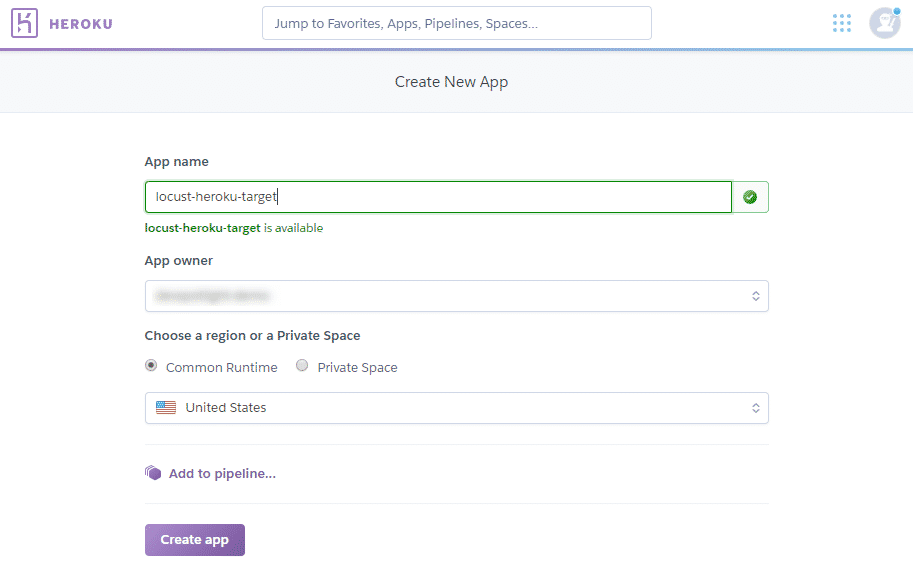 HEROKU
Jump to Favorites, Apps, Pipelines, Spaces...
Create New App
App name
locust-heroku-target
locust-heroku-target is available
App owner
Choose a region or a Private Space
Common Runtime Private Space
United States
Add to pipeline...
Create app